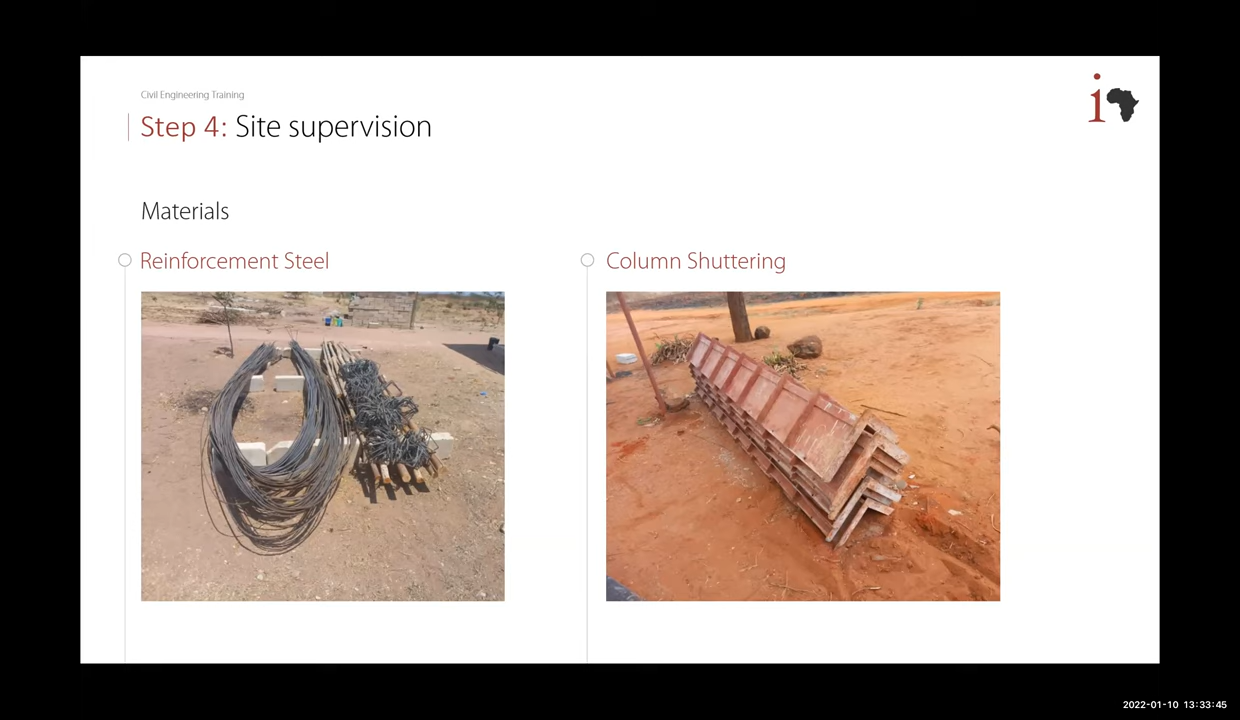 Civil Engineering Training
Step 4: Site supervision
i
Materials
Reinforcement Steel
Column Shuttering
2022-01-10 13:33:45